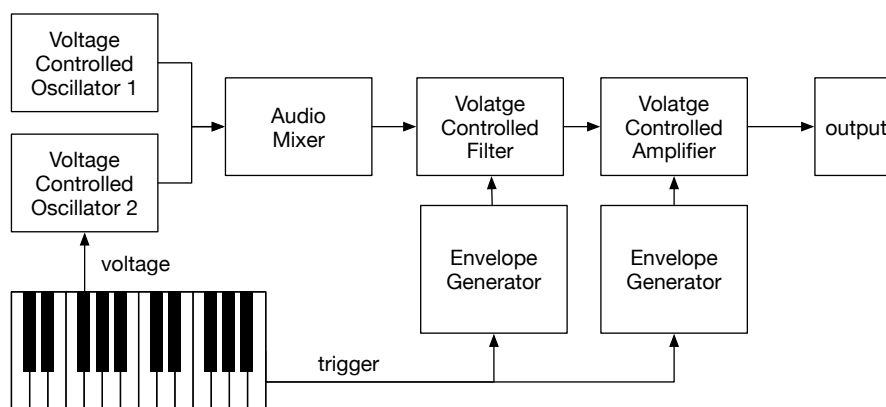 Voltage
Controlled
Oscillator 1
Voltage
Controlled
Oscillator 2
Audio
Mixer
Volatge
Controlled
Filter
Volatge
Controlled
Amplifier
output
Envelope
Generator
Envelope
Generator
voltage
trigger